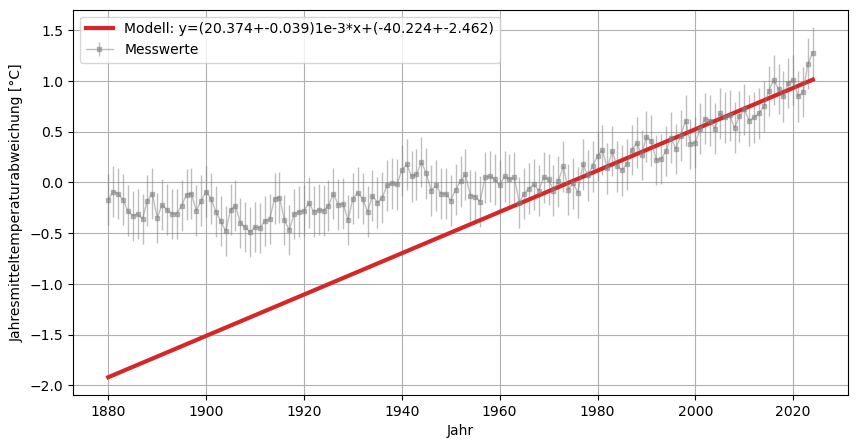 Modell: y=(20.374+-0.039)1e-3*x+(-40.224+-2.462)
Messwerte
Jahresmitteltemperaturabweichung [°C]
1.5
1.0
0.5
0.0
−0.5
−1.0
−1.5
−2.0
1880 1900 1920 1940 1960 1980 2000 2020
Jahr